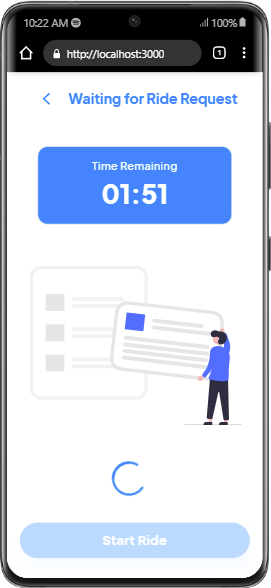 10:22 AM
100%
http://localhost:3000
1
Waiting for Ride Request
Time Remaining
01:51
Start Ride